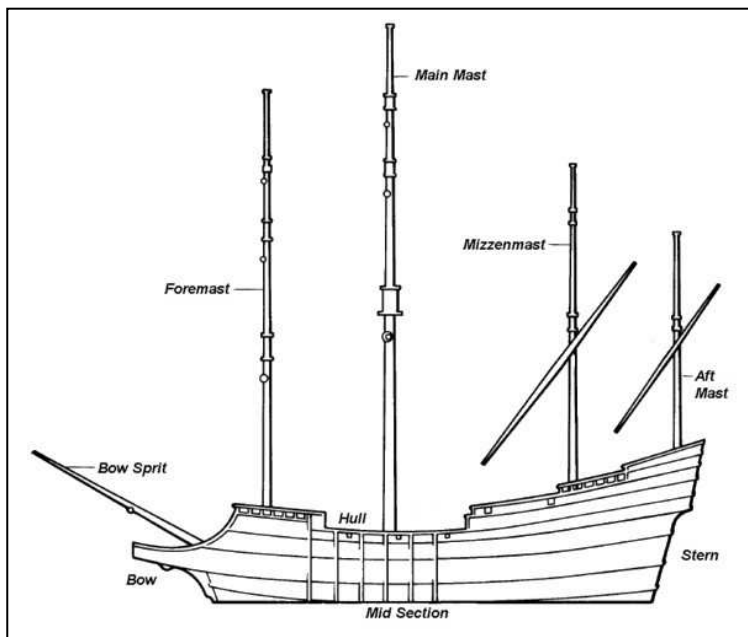 Main Mast
Mizzenmast
Foremast
Aft
Mast
Bow Sprit
Hull
Stern
Bow
Mid Section